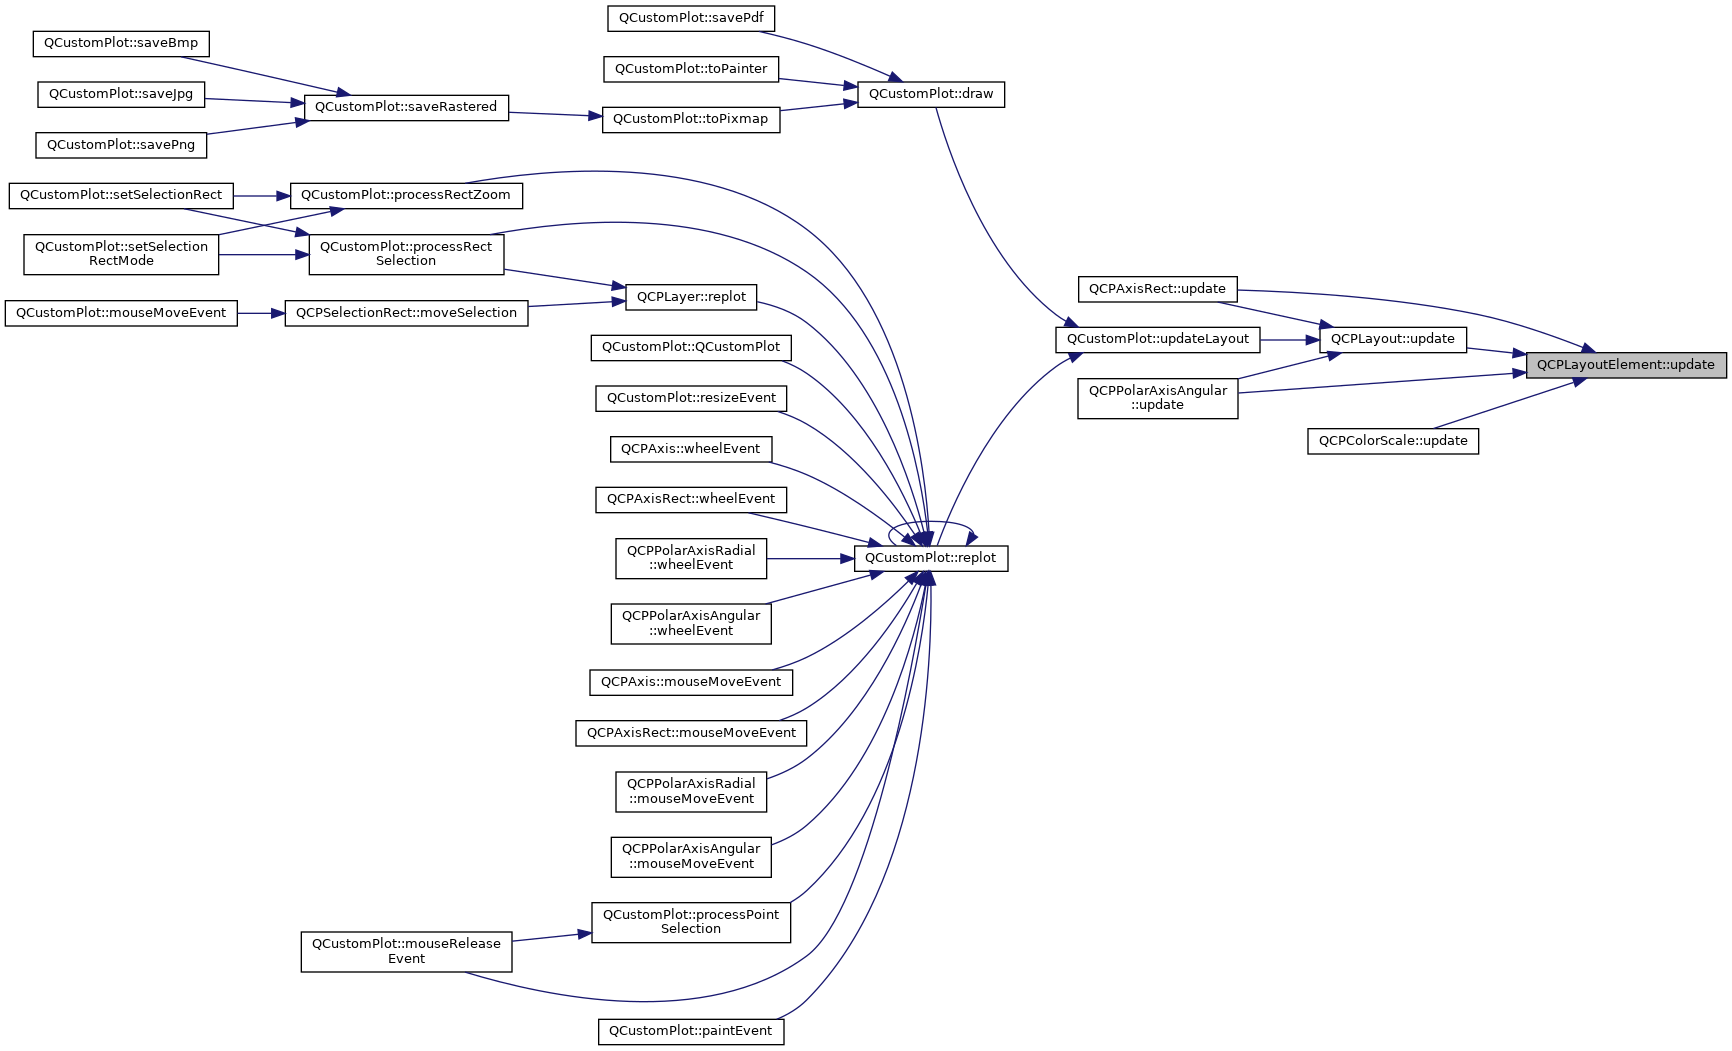 QCustomPlot::savePdf
QCustomPlot::saveBmp
QCustomPlot::toPainter
QCustomPlot::saveJpg
QCustomPlot::draw
QCustomPlot::saveRastered
QCustomPlot::toPixmap
QCustomPlot::savePng
QCustomPlot::setSelectionRect
QCustomPlot::processRectZoom
QCustomPlot::setSelection
RectMode
QCustomPlot::processRect
Selection
QCPLayer::replot
QCPAxisRect::update
QCustomPlot::mouseMoveEvent
QCPSelectionRect::moveSelection
QCustomPlot::QCustomPlot
QCustomPlot::updateLayout
QCPLayout::update
QCPLayoutElement::update
QCustomPlot::resizeEvent
QCPPolarAxisAngular
::update
QCPColorScale::update
QCPAxis::wheelEvent
QCPAxisRect::wheelEvent
QCPPolarAxisRadial
::wheelEvent
QCustomPlot::replot
QCPPolarAxisAngular
::wheelEvent
QCPAxis::mouseMoveEvent
QCPAxisRect::mouseMoveEvent
QCPPolarAxisRadial
::mouseMoveEvent
QCPPolarAxisAngular
::mouseMoveEvent
QCustomPlot::processPoint
Selection
QCustomPlot::mouseRelease
Event
QCustomPlot::paintEvent